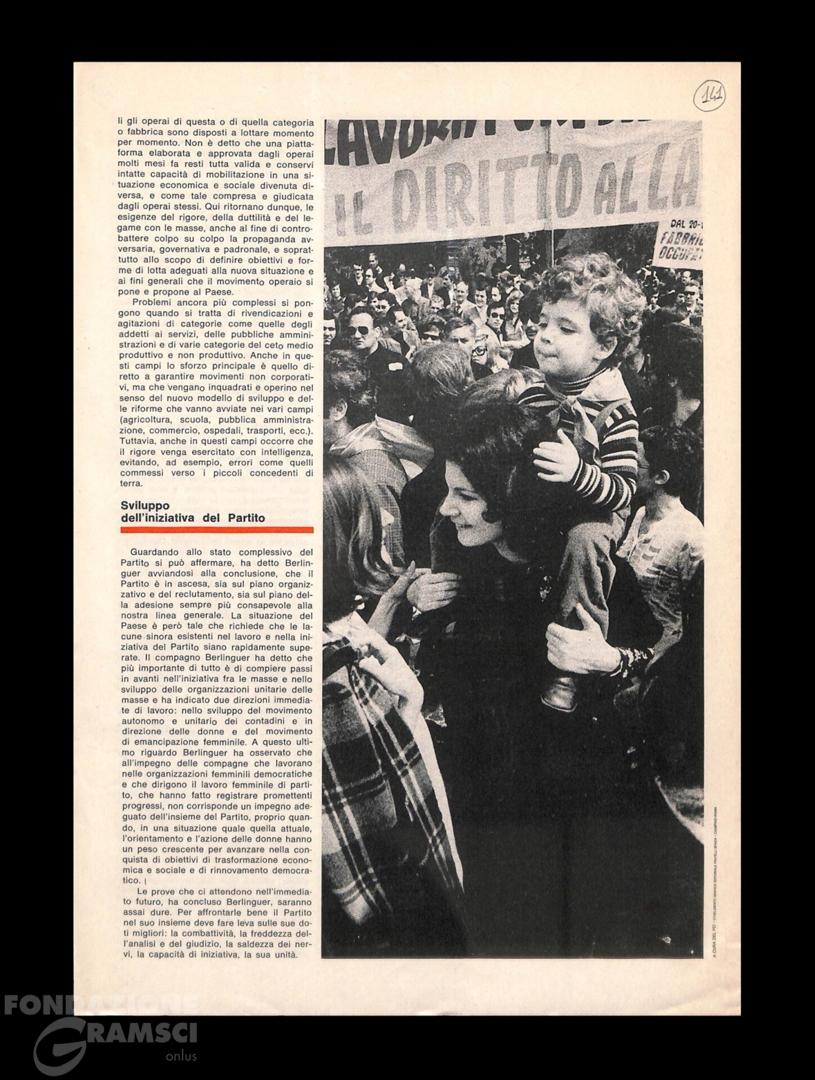 141
li gli operai di questa o di quella categoria
o fabbrica sono disposti a lottare momento
per momento. Non è detto che una piatta-
forma elaborata e approvata dagli operai
molti mesi fa resti tutta valida e conservi
intatte capacità di mobilitazione in una si-
tuazione economica e sociale divenuta di-
versa, e come tale compresa e giudicata
dagli operai stessi. Qui ritornano dunque, le
esigenze del rigore, della duttilità e del le-
game con le masse, anche al fine di contro-
battere colpo su colpo la propaganda av-
versaria, governativa e padronale, e soprat-
tutto allo scopo di definire obiettivi e for-
me di lotta adeguati alla nuova situazione e
ai fini generali che il movimento operaio si
pone e propone al Paese.
Problemi ancora più complessi si pon-
gono quando si tratta di rivendicazioni e
agitazioni di categorie come quelle degli
addetti ai servizi, delle pubbliche ammini-
strazioni e di varie categorie del ceto medio
produttivo e non produttivo. Anche in que-
sti campi lo sforzo principale è quello di-
retto a garantire movimenti non corporati-
vi, ma che vengano inquadrati e operino nel
senso del nuovo modello di sviluppo e del-
le riforme che vanno avviate nei vari campi
(agricoltura, scuola, pubblica amministra-
zione, commercio, ospedali, trasporti, ecc.).
Tuttavia, anche in questi campi occorre che
il rigore venga esercitato con intelligenza,
evitando, ad esempio, errori come quelli
commessi verso i piccoli concedenti di
terra.
Sviluppo
dell'iniziativa del Partito
Guardando allo stato complessivo del
Partito si può affermare, ha detto Berlin-
guer avviandosi alla conclusione, che il
Partito è in ascesa, sia sul piano organiz-
zativo e del reclutamento, sia sul piano del-
la adesione sempre più consapevole alla
nostra linea generale. La situazione del
Paese è però tale che richiede che le la-
cune sinora esistenti nel lavoro e nella ini-
ziativa del Partito siano rapidamente supe-
rate. Il compagno Berlinguer ha detto che
più importante di tutto è di compiere passi
in avanti nell'iniziativa fra le masse e nello
sviluppo delle organizzazioni unitarie delle
masse e ha indicato due direzioni immedia-
te di lavoro: nello sviluppo del movimento
autonomo e unitario dei contadini e in
direzione delle donne e del movimento
di emancipazione femminile. A questo ulti-
mo riguardo Berlinguer ha osservato che
all'impegno delle compagne che lavorano
nelle organizzazioni femminili democratiche
e che dirigono il lavoro femminile di parti-
to, che hanno fatto registrare promettenti
progressi, non corrisponde un impegno ade-
guato dell'insieme del Partito, proprio quan-
do, in una situazione quale quella attuale,
l'orientamento e l'azione delle donne hanno
un peso crescente per avanzare nella con-
quista di obiettivi di trasformazione econo-
mica e sociale e di rinnovamento democra-
tico.
Le prove che ci attendono nell'immedia-
to futuro, ha concluso Berlinguer, saranno
assai dure. Per affrontarle bene il Partito
nel suo insieme deve fare leva sulle sue do-
ti migliori: la combattività, la freddezza del-
l'analisi e del giudizio, la saldezza dei ner-
vi, la capacità di iniziativa, la sua unità.
IL DIRITTO AL LA
DAL 20-
FABBRIC
OCCUPAT
A CURA DEL PCI
FONDAZIONE
GRAMSCI
onlus